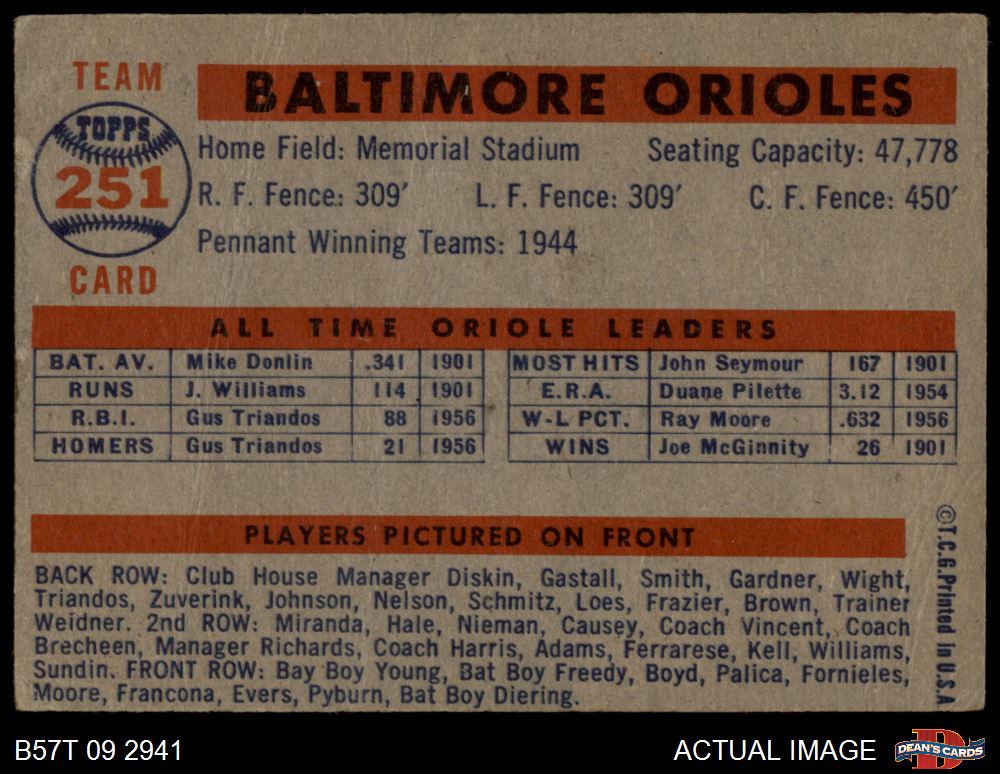 TEAM
BALTIMORE ORIOLES
TOPPS
251
CARD
Home Field: Memorial Stadium Seating Capacity: 47,778
R. F. Fence: 309′ L. F. Fence: 309′ C. F. Fence: 450′
Pennant Winning Teams: 1944
ALL TIME ORIOLE LEADERS
BAT. AV. Mike Donlin .341 1901 MOST HITS John Seymour 167 1901
RUNS J. Williams 114 1901 E.R.A. Duane Pilette 3.12 1954
R.B.I. Gus Triandos 88 1956 W-L PCT. Ray Moore .632 1956
HOMERS Gus Triandos 21 1956 WINS Joe McGinnity 26 1901
PLAYERS PICTURED ON FRONT
BACK ROW: Club House Manager Diskin, Gastall, Smith, Gardner, Wight,
Triandos, Zuverink, Johnson, Nelson, Schmitz, Loes, Frazier, Brown, Trainer
Weidner. 2nd ROW: Miranda, Hale, Nieman, Causey, Coach Vincent, Coach
Brecheen, Manager Richards, Coach Harris, Adams, Ferrarese, Kell, Williams,
Sundin. FRONT ROW: Bay Boy Young, Bat Boy Freedy, Boyd, Palica, Fornieles,
Moore, Francona, Evers, Pyburn, Bat Boy Diering.
©T.C.G. Printed in U.S.A
B57T 09 2941 ACTUAL IMAGE
DEAN'S CARDS